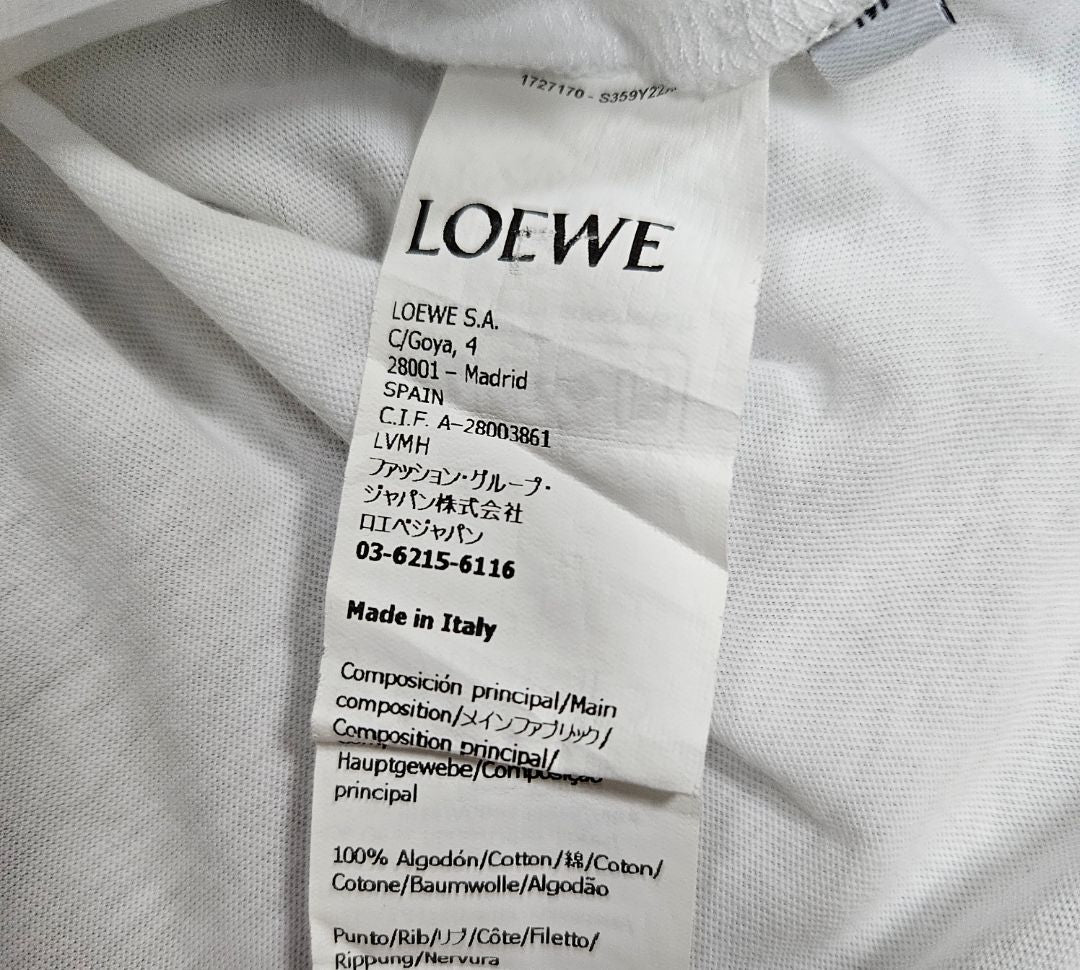 1727170 - S359Y22
LOEWE
LOEWE S.A.
C/Goya, 4
28001 - Madrid
SPAIN
C.I.F. A-28003861
LVMH
ファッション・グループ・
ジャパン株式会社
ロエベジャパン
03-6215-6116
Made in Italy
Composición principal/Main
composition/メインファブリック/
Composition principal/
Hauptgewebe/Composição
principal
100% Algodón/Cotton/綿/Coton/
Cotone/Baumwolle/Algodão
Punto/Rib/リブ/Côte/Filetto/
Rippung/Nervura